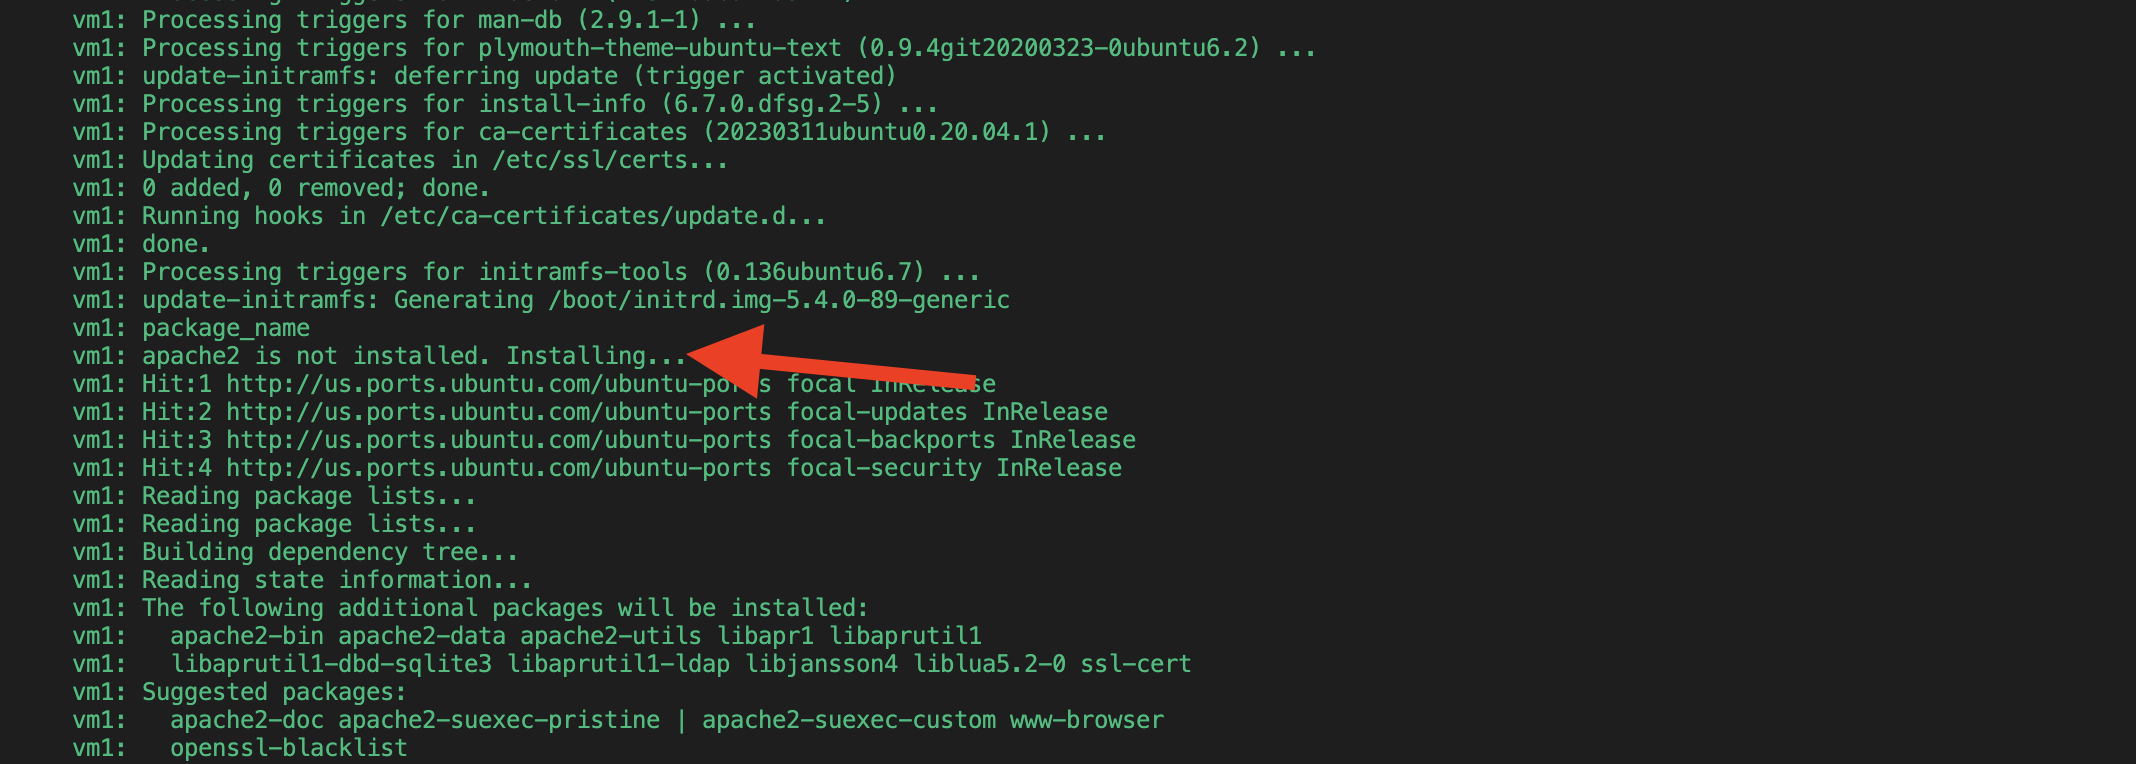 vm1: Processing triggers for man-db (2.9.1-1) ...
vm1: Processing triggers for plymouth-theme-ubuntu-text (0.9.4git20200323-0ubuntu6.2) ...
vm1: update-initramfs: deferring update (trigger activated)
vm1: Processing triggers for install-info (6.7.0.dfsg.2-5) ...
vm1: Processing triggers for ca-certificates (20230311ubuntu0.20.04.1) ...
vm1: Updating certificates in /etc/ssl/certs...
vm1: 0 added, 0 removed; done.
vm1: Running hooks in /etc/ca-certificates/update.d...
vm1: done.
vm1: Processing triggers for initramfs-tools (0.136ubuntu6.7) ...
vm1: update-initramfs: Generating /boot/initrd.img-5.4.0-89-generic
vm1: package_name
vm1: apache2 is not installed. Installing...
vm1: Hit:1 http://us.ports.ubuntu.com/ubuntu-ports focal InRelease
vm1: Hit:2 http://us.ports.ubuntu.com/ubuntu-ports focal-updates InRelease
vm1: Hit:3 http://us.ports.ubuntu.com/ubuntu-ports focal-backports InRelease
vm1: Hit:4 http://us.ports.ubuntu.com/ubuntu-ports focal-security InRelease
vm1: Reading package lists...
vm1: Reading package lists...
vm1: Building dependency tree...
vm1: Reading state information...
vm1: The following additional packages will be installed:
vm1:   apache2-bin apache2-data apache2-utils libapr1 libaprutil1
vm1:   libaprutil1-dbd-sqlite3 libaprutil1-ldap libjansson4 liblua5.2-0 ssl-cert
vm1: Suggested packages:
vm1:   apache2-doc apache2-suexec-pristine | apache2-suexec-custom www-browser
vm1:   openssl-blacklist